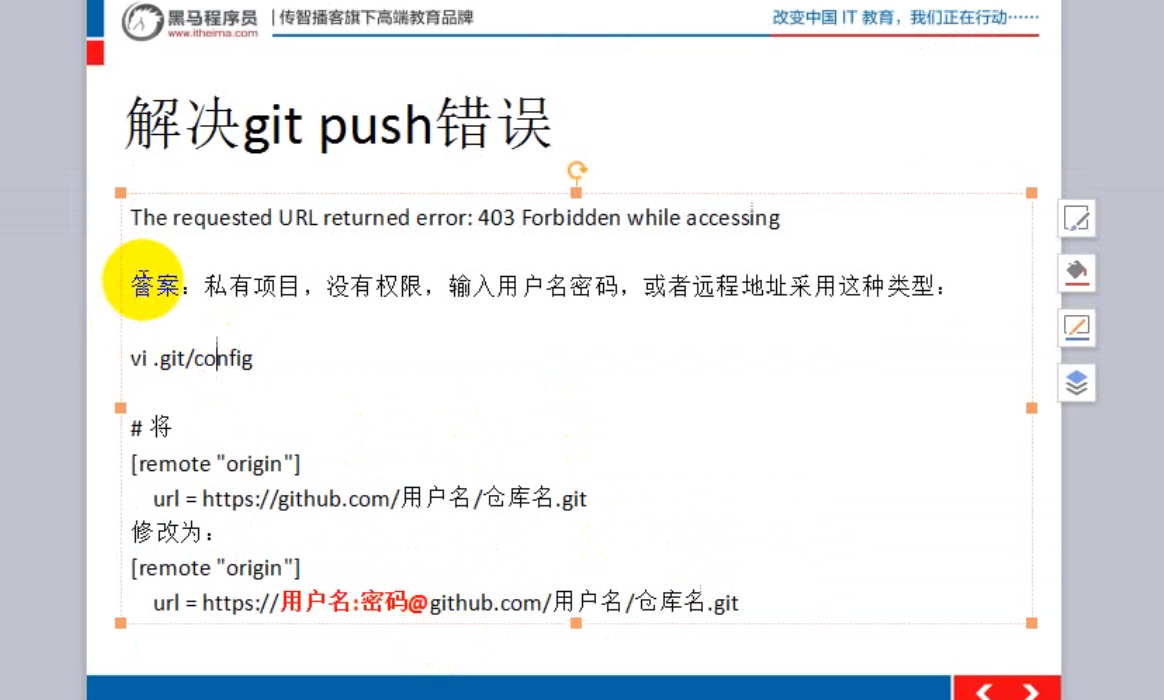 黑马程序员 | 传智播客旗下高端教育品牌
www.itheima.com
改变中国 IT 教育，我们正在行动……
解决git push错误
The requested URL returned error: 403 Forbidden while accessing
答案：私有项目，没有权限，输入用户名密码，或者远程地址采用这种类型：
vi .git/config
# 将
[remote "origin"]
url = https://github.com/用户名/仓库名.git
修改为：
[remote "origin"]
url = https://用户名:密码@github.com/用户名/仓库名.git